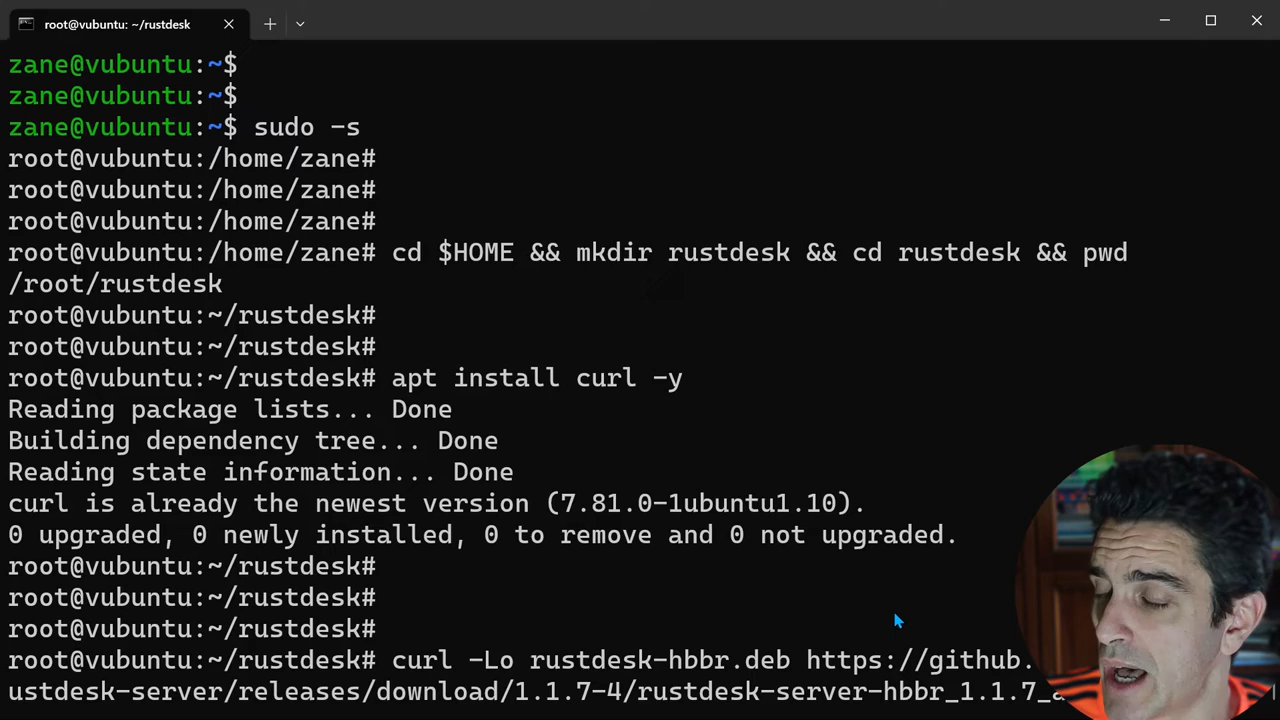 root@vubuntu: ~/rustdesk
zane@vubuntu:~$
zane@vubuntu:~$
zane@vubuntu:~$ sudo -s
root@vubuntu:/home/zane#
root@vubuntu:/home/zane#
root@vubuntu:/home/zane#
root@vubuntu:/home/zane# cd $HOME && mkdir rustdesk && cd rustdesk && pwd
/root/rustdesk
root@vubuntu:~/rustdesk#
root@vubuntu:~/rustdesk#
root@vubuntu:~/rustdesk# apt install curl -y
Reading package lists... Done
Building dependency tree... Done
Reading state information... Done
curl is already the newest version (7.81.0-1ubuntu1.10).
0 upgraded, 0 newly installed, 0 to remove and 0 not upgraded.
root@vubuntu:~/rustdesk#
root@vubuntu:~/rustdesk#
root@vubuntu:~/rustdesk#
root@vubuntu:~/rustdesk# curl -Lo rustdesk-hbbr.deb https://github.
ustdesk-server/releases/download/1.1.7-4/rustdesk-server-hbbr_1.1.7_a